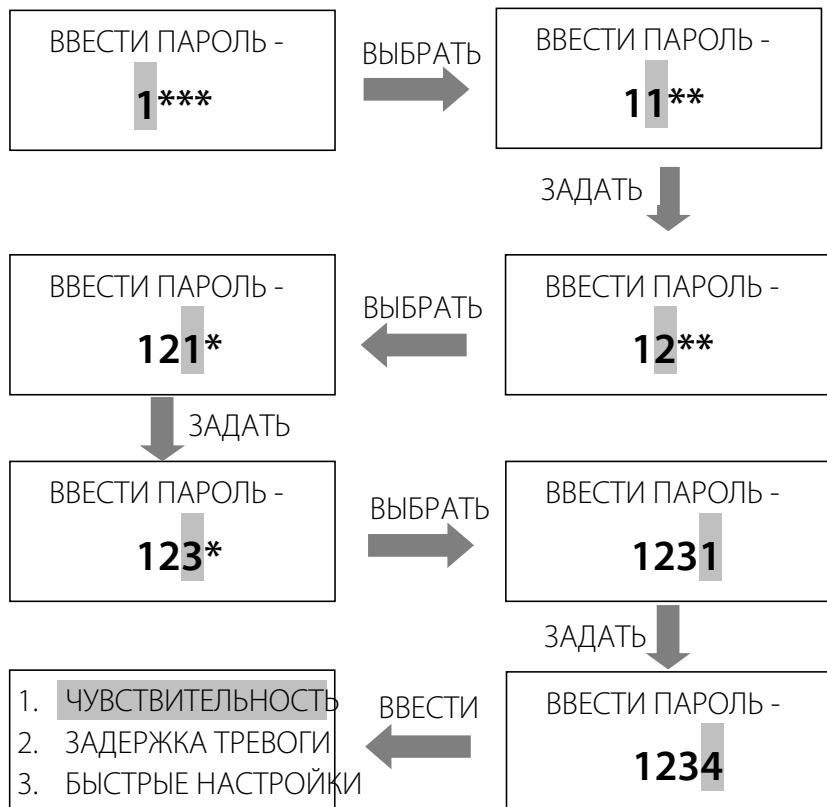 ВВЕСТИ ПАРОЛЬ -
1***
ВЫБРАТЬ
ВВЕСТИ ПАРОЛЬ -
11**
ЗАДАТЬ
ВВЕСТИ ПАРОЛЬ -
12**
ВЫБРАТЬ
ВВЕСТИ ПАРОЛЬ -
121*
ЗАДАТЬ
ВВЕСТИ ПАРОЛЬ -
123*
ВЫБРАТЬ
ВВЕСТИ ПАРОЛЬ -
1231
ЗАДАТЬ
ВВЕСТИ ПАРОЛЬ -
1234
ВВЕСТИ
1. ЧУВСТВИТЕЛЬНОСТЬ
2. ЗАДЕРЖКА ТРЕВОГИ
3. БЫСТРЫЕ НАСТРОЙКИ